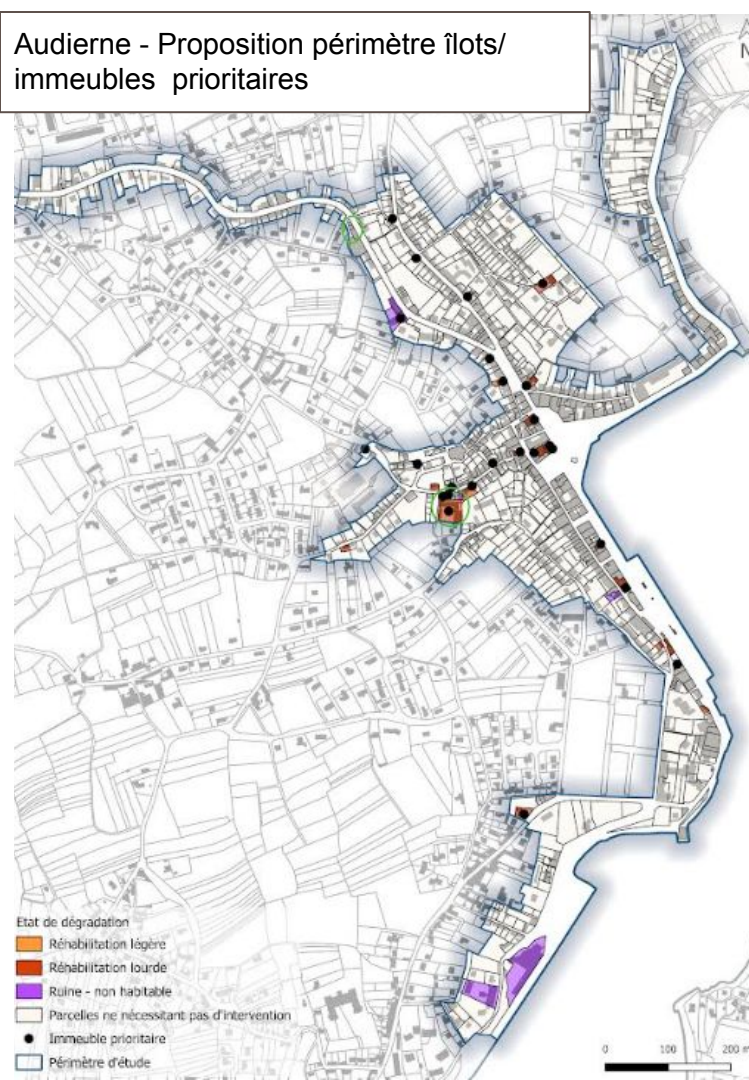 Audierne - Proposition périmètre îlots/
immeubles prioritaires
Etat de dégradation
Réhabilitation légère
Réhabilitation lourde
Ruine - non habitable
Parcelles ne nécessitant pas d'intervention
Immeuble prioritaire
Périmètre d'étude
0 100 200 m